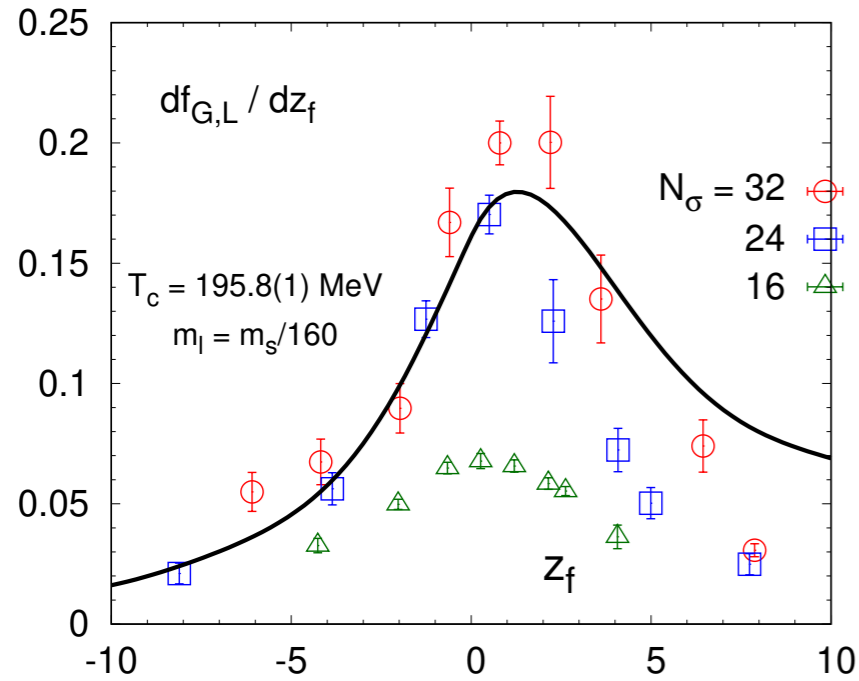 0.25
0.2
0.15
0.1
0.05
0
-10
-5
0
5
10
df_G,L / dz_f
T_c = 195.8(1) MeV
m_l = m_s/160
N_σ = 32
24
16
z_f